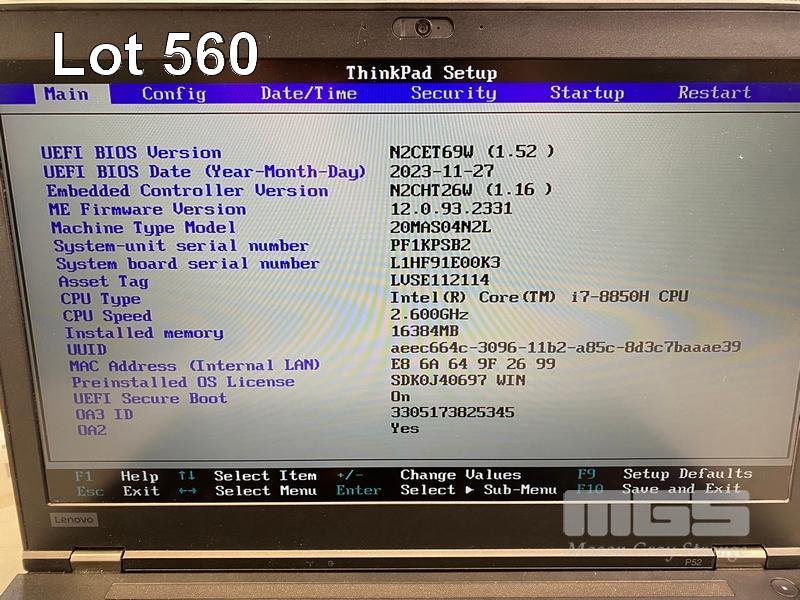 Lot 560
ThinkPad Setup
Main Config Date/Time Security Startup Restart
UEFI BIOS Version N2CET69W (1.52 )
UEFI BIOS Date (Year-Month-Day) 2023-11-27
Embedded Controller Version N2CHT26W (1.16 )
ME Firmware Version 12.0.93.2331
Machine Type Model 20MAS04N2L
System-unit serial number PF1KPSB2
System board serial number L1HF91E00K3
Asset Tag LVSE112114
CPU Type Intel(R) Core(TM) i7-8850H CPU
CPU Speed 2.600GHz
Installed memory 16384MB
UUID aeec664c-3096-11b2-a85c-8d3c7baaae39
MAC Address (Internal LAN) E8 6A 64 9F 26 99
Preinstalled OS License SDK0J40697 WIN
UEFI Secure Boot On
OA3 ID 3305173825345
OA2 Yes
F1 Help ↑↓ Select Item +/- Change Values F9 Setup Defaults
Esc Exit ←→ Select Menu Enter Select ▶ Sub-Menu F10 Save and Exit
Lenovo
MGS
P52